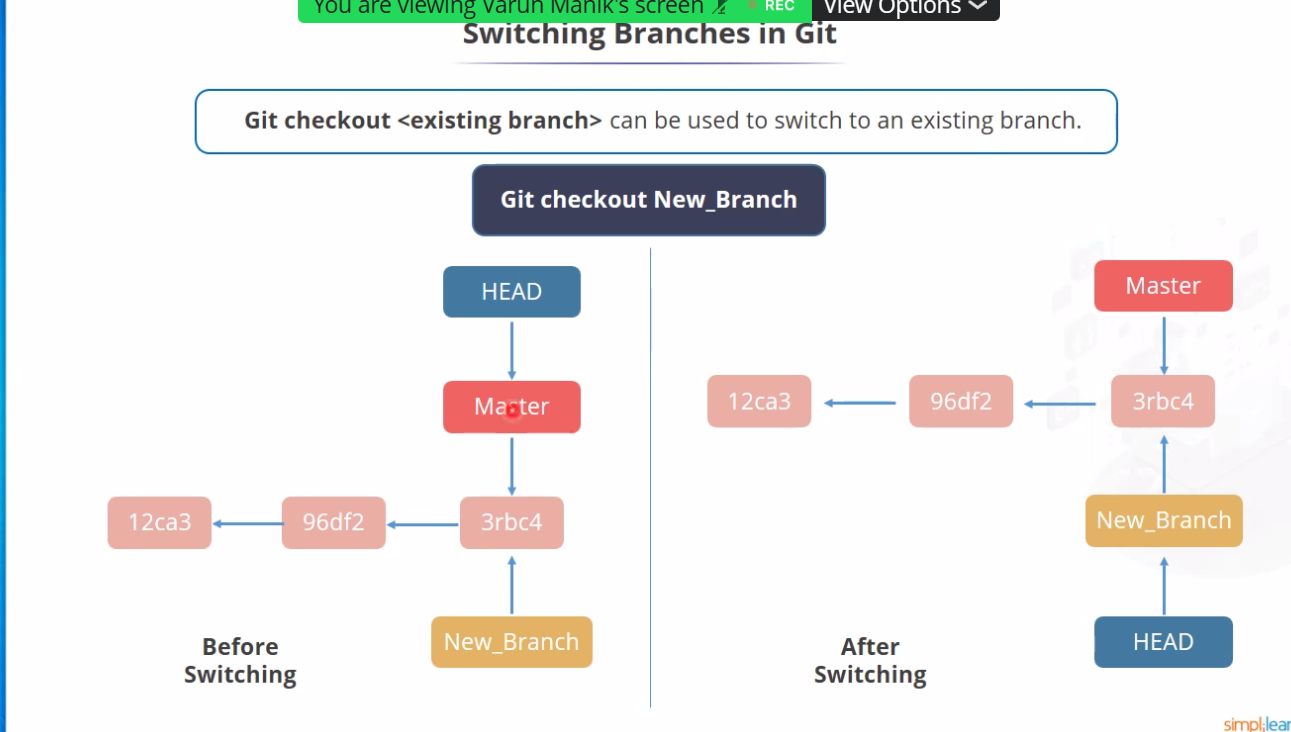 You are viewing Varun Manik's screen
REC
View Options
Switching Branches in Git
Git checkout <existing branch> can be used to switch to an existing branch.
Git checkout New_Branch
HEAD
Master
12ca3 96df2 3rbc4
New_Branch
Before
Switching
Master
12ca3 96df2 3rbc4
New_Branch
HEAD
After
Switching
simplilear